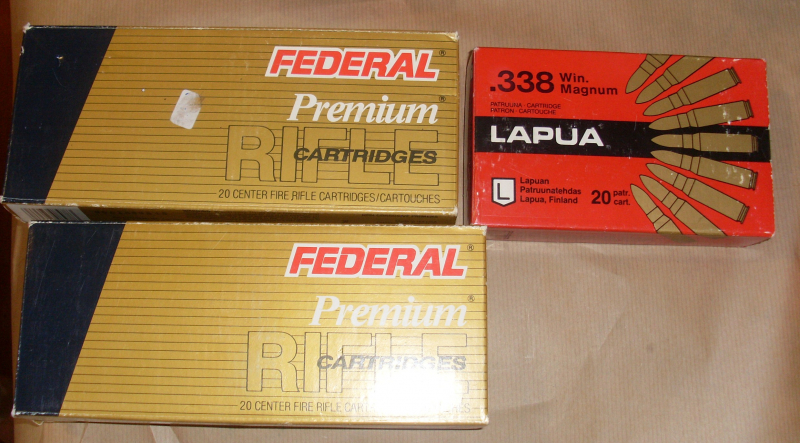 FEDERAL®
Premium®
RIFLE
CARTRIDGES
20 CENTER FIRE RIFLE CARTRIDGES/CARTOUCHES
.338 Win. Magnum
PATRUUNA · CARTRIDGE
PATRON · CARTOUCHE
LAPUA
L
Lapuan
Patruunatehdas
Lapua, Finland
20 patr. cart.
FEDERAL®
Premium®
RIFLE
CARTRIDGES
20 CENTER FIRE RIFLE